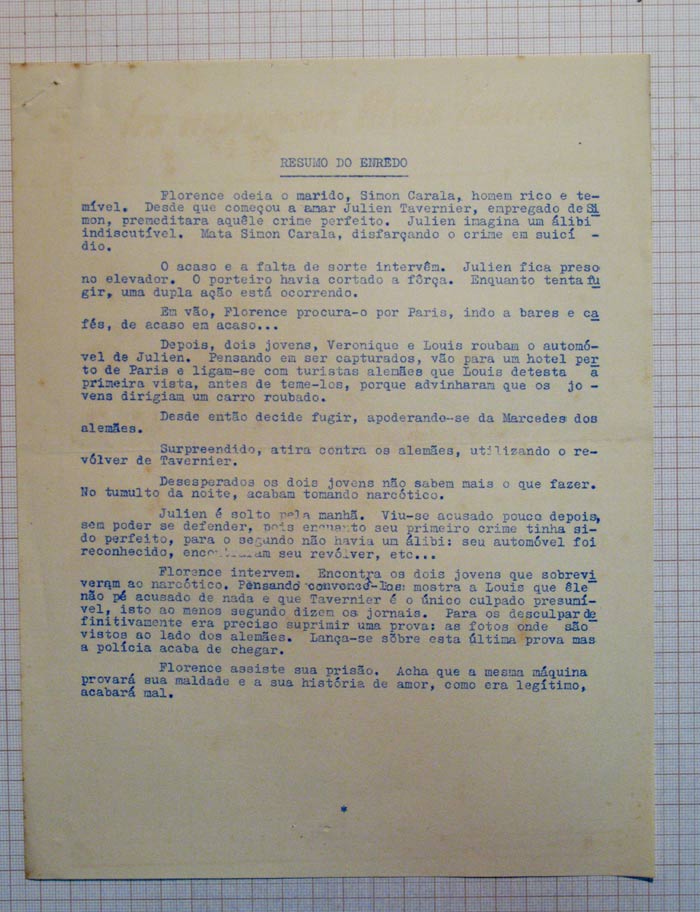 RESUMO DO ENRÊDO
Florence odeia o marido, Simon Carala, homem rico e te-
mível. Desde que começou a amar Julien Tavernier, empregado de Si
mon, premeditara aquêle crime perfeito. Julien imagina um álibi
indiscutível. Mata Simon Carala, disfarçando o crime em suicí -
dio.
O acaso e a falta de sorte intervêm. Julien fica preso
no elevador. O porteiro havia cortado a fôrça. Enquanto tenta fu
gir, uma dupla ação está ocorrendo.
Em vão, Florence procura-o por Paris, indo a bares e ca
fés, de acaso em acaso...
Depois, dois jovens, Veronique e Louis roubam o automó-
vel de Julien. Pensando em ser capturados, vão para um hotel per
to de Paris e ligam-se com turistas alemães que Louis detesta à
primeira vista, antes de teme-los, porque advinharam que os jo -
vens dirigiam um carro roubado.
Desde então decide fugir, apoderando-se da Marcedes dos
alemães.
Surpreendido, atira contra os alemães, utilizando o re-
vólver de Tavernier.
Desesperados os dois jovens não sabem mais o que fazer.
No tumulto da noite, acabam tomando narcótico.
Julien é solto pela manhã. Viu-se acusado pouco depois,
sem poder se defender, pois enquanto seu primeiro crime tinha si-
do perfeito, para o segundo não havia um álibi: seu automóvel foi
reconhecido, encontraram seu revólver, etc...
Florence intervem. Encontra os dois jovens que sobrevi
veram ao narcótico. Pensando convence-los: mostra a Louis que êle
não pé acusado de nada e que Tavernier é o único culpado presumí-
vel, isto ao menos segundo dizem os jornais. Para os desculpar de
finitivamente era preciso suprimir uma prova: as fotos onde são
vistos ao lado dos alemães. Lança-se sôbre esta última prova mas
a polícia acaba de chegar.
Florence assiste sua prisão. Acha que a mesma máquina
provará sua maldade e a sua história de amor, como era legítimo,
acabará mal.
*